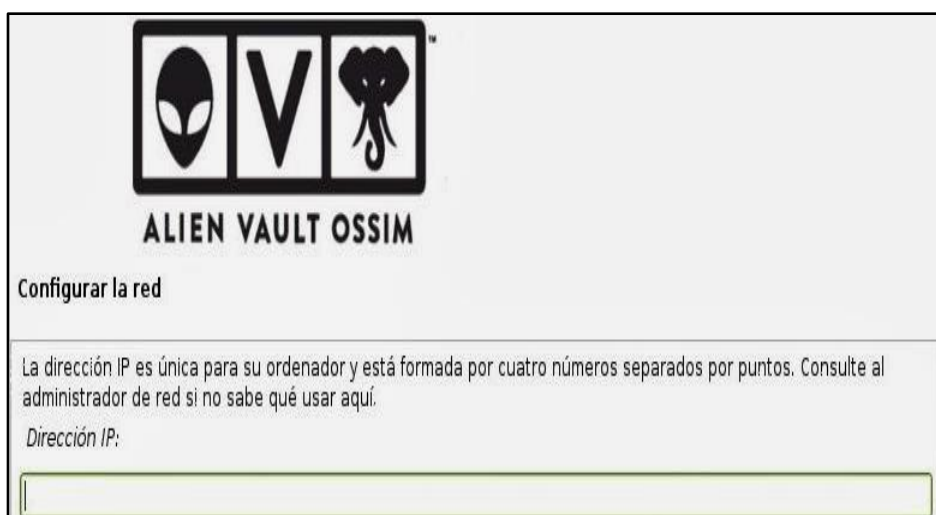 ™
ALIEN VAULT OSSIM
Configurar la red
La dirección IP es única para su ordenador y está formada por cuatro números separados por puntos. Consulte al
administrador de red si no sabe qué usar aquí.
Dirección IP: